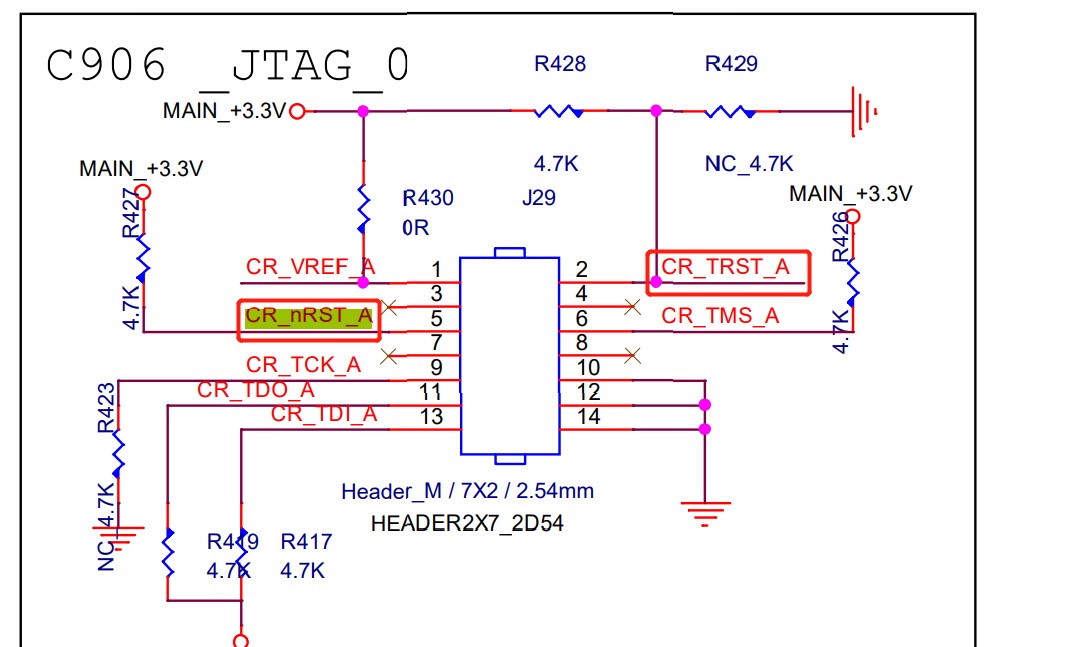 C906 _JTAG_0
R428
R429
MAIN_+3.3V
4.7K
NC_4.7K
MAIN_+3.3V
MAIN_+3.3V
R427
R430
0R
J29
R426
CR_VREF_A
1
2
CR_TRST_A
3
4
4.7K
CR_nRST_A
5
6
CR_TMS_A
4.7K
7
8
CR_TCK_A
9
10
R423
CR_TDO_A
11
12
CR_TDI_A
13
14
NC_4.7K
Header_M / 7X2 / 2.54mm
HEADER2X7_2D54
R419
R417
4.7K
4.7K